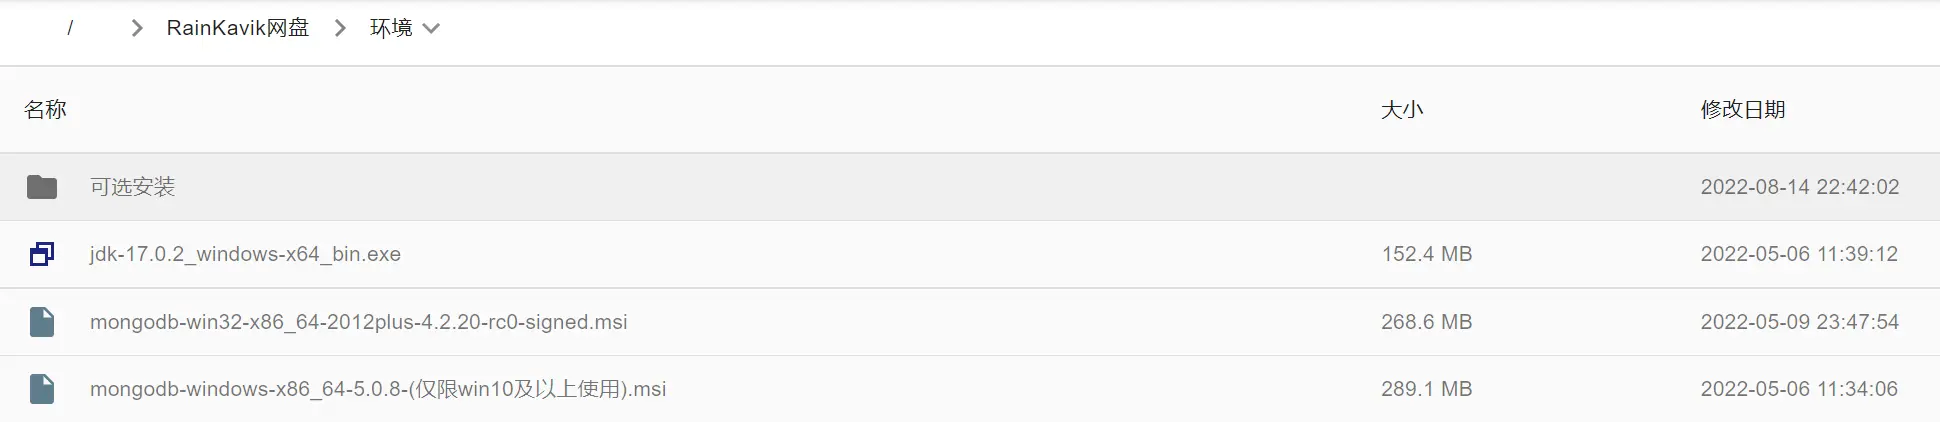 / RainKavik网盘 环境
名称 大小 修改日期
可选安装 2022-08-14 22:42:02
jdk-17.0.2_windows-x64_bin.exe 152.4 MB 2022-05-06 11:39:12
mongodb-win32-x86_64-2012plus-4.2.20-rc0-signed.msi 268.6 MB 2022-05-09 23:47:54
mongodb-windows-x86_64-5.0.8-(仅限win10及以上使用).msi 289.1 MB 2022-05-06 11:34:06